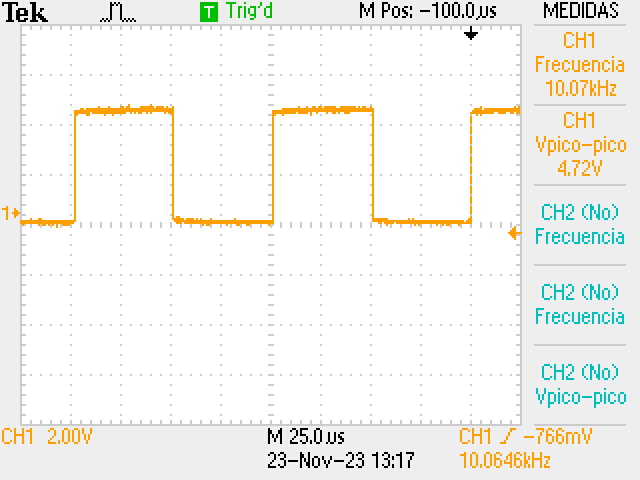 Tek T Trig'd M Pos: -100.0µs MEDIDAS
CH1
Frecuencia
10.07kHz
CH1
Vpico-pico
4.72V
CH2 (No)
Frecuencia
CH2 (No)
Frecuencia
CH2 (No)
Vpico-pico
1
CH1 2.00V M 25.0µs CH1 -766mV
23-Nov-23 13:17 10.0646kHz